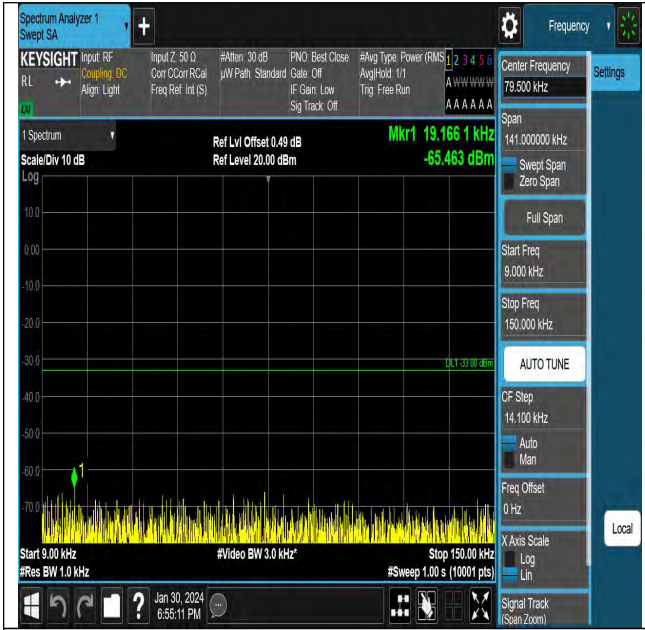 Spectrum Analyzer 1
Swept SA
+
Frequency
KEYSIGHT
RL
LXI
Input: RF
Coupling: DC
Align: Light
Input Z: 50 Ω
Corr CCorr RCal
Freq Ref: Int (S)
#Atten: 30 dB
µW Path: Standard
PNO: Best Close
Gate: Off
IF Gain: Low
Sig Track: Off
#Avg Type: Power (RMS
Avg|Hold: 1/1
Trig: Free Run
1 2 3 4 5 6
A W W W W W
A A A A A A
1 Spectrum
Scale/Div 10 dB
Ref Lvl Offset 0.49 dB
Ref Level 20.00 dBm
Mkr1 19.166 1 kHz
-65.463 dBm
Log
10.0
0.00
-10.0
-20.0
-30.0
-40.0
-50.0
-60.0
-70.0
DL1 -33.00 dBm
1
Start 9.00 kHz
#Res BW 1.0 kHz
#Video BW 3.0 kHz*
Stop 150.00 kHz
#Sweep 1.00 s (10001 pts)
Jan 30, 2024
6:55:11 PM
?
Center Frequency
79.500 kHz
Settings
Span
141.000000 kHz
Swept Span
Zero Span
Full Span
Start Freq
9.000 kHz
Stop Freq
150.000 kHz
AUTO TUNE
CF Step
14.100 kHz
Auto
Man
Freq Offset
0 Hz
X Axis Scale
Log
Lin
Local
Signal Track
(Span Zoom)